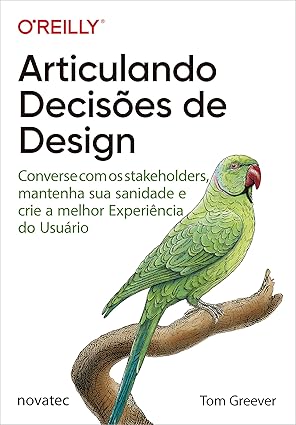 O'REILLY®
Articulando
Decisões de
Design
Converse com os stakeholders,
mantenha sua sanidade e
crie a melhor Experiência
do Usuário
novatec
Tom Greever